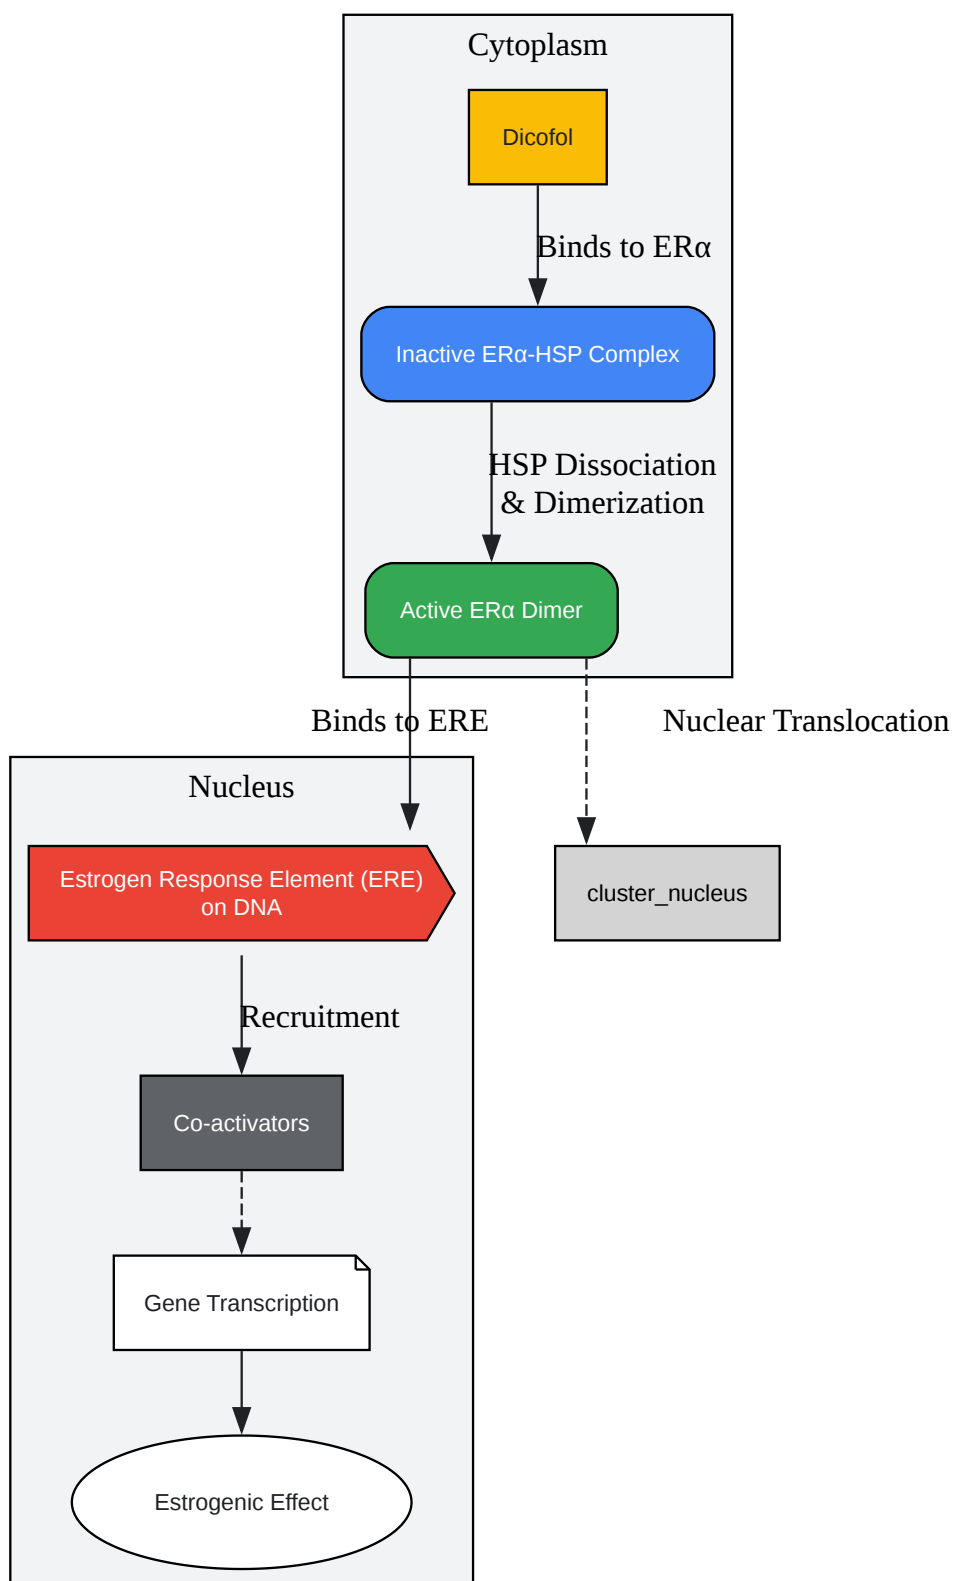 Cytoplasm
Dicofol
Binds to ERα
Inactive ERα-HSP Complex
HSP Dissociation
& Dimerization
Active ERα Dimer
Binds to ERE
Nuclear Translocation
Nucleus
Estrogen Response Element (ERE)
on DNA
cluster_nucleus
Recruitment
Co-activators
Gene Transcription
Estrogenic Effect